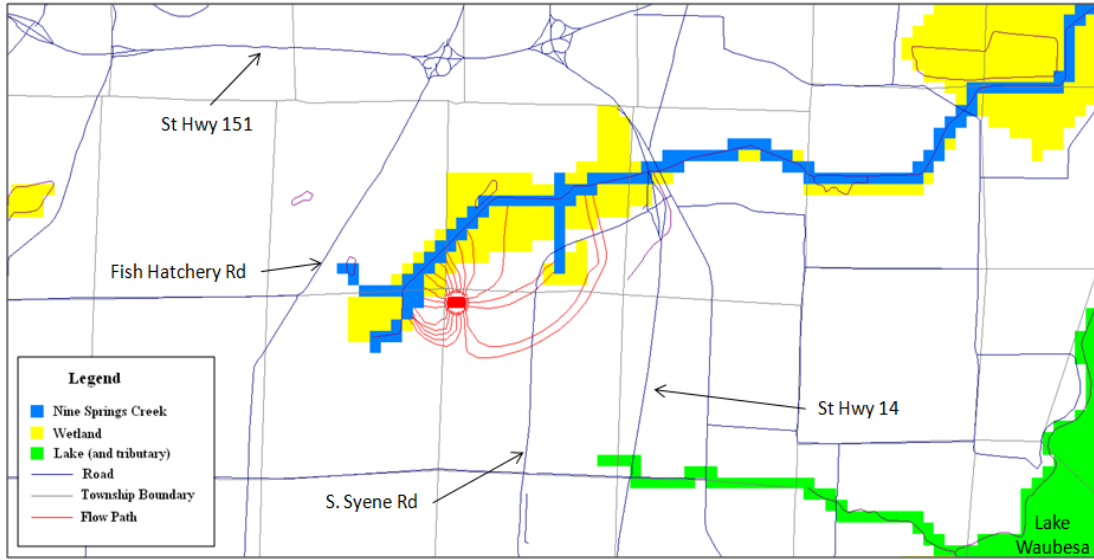 St Hwy 151
Fish Hatchery Rd
Legend
Nine Springs Creek
Wetland
Lake (and tributary)
Road
Township Boundary
Flow Path
St Hwy 14
S. Syene Rd
Lake
Waubesa